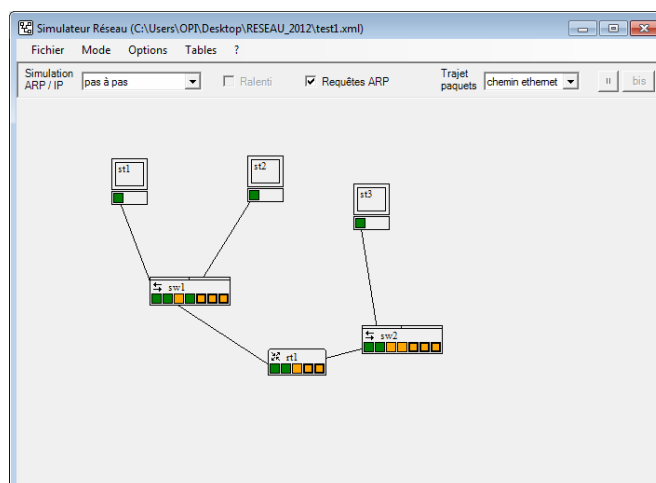 Simulateur Réseau (C:\Users\OPI\Desktop\RESEAU_2012\test1.xml)
Fichier Mode Options Tables ?
Simulation ARP / IP pas à pas Ralenti Requêtes ARP Trajet paquets chemin ethernet II bis
st1
st2
st3
sw1
sw2
rt1